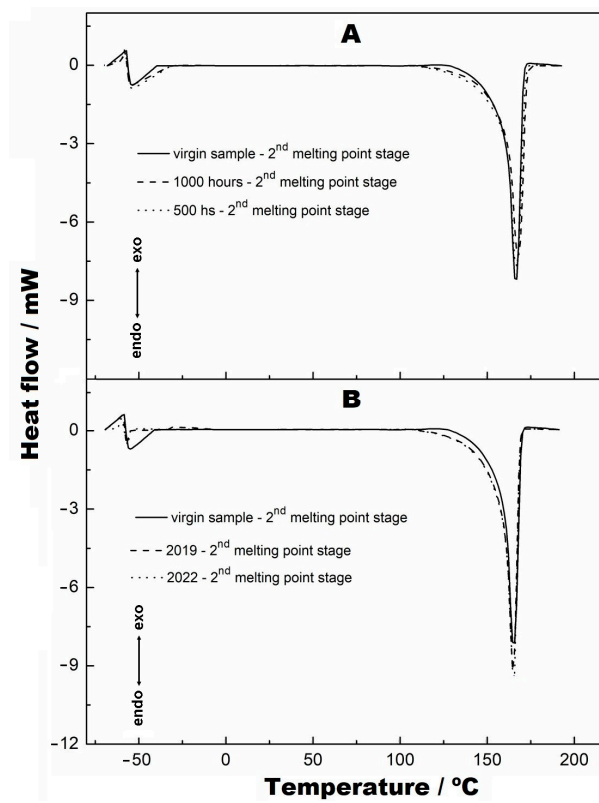 A
0
−3
−6
−9
virgin sample - 2nd melting point stage
1000 hours - 2nd melting point stage
500 hs - 2nd melting point stage
endo exo
Heat flow / mW
B
0
−3
−6
−9
−12
virgin sample - 2nd melting point stage
2019 - 2nd melting point stage
2022 - 2nd melting point stage
endo exo
−50 0 50 100 150 200
Temperature / ºC